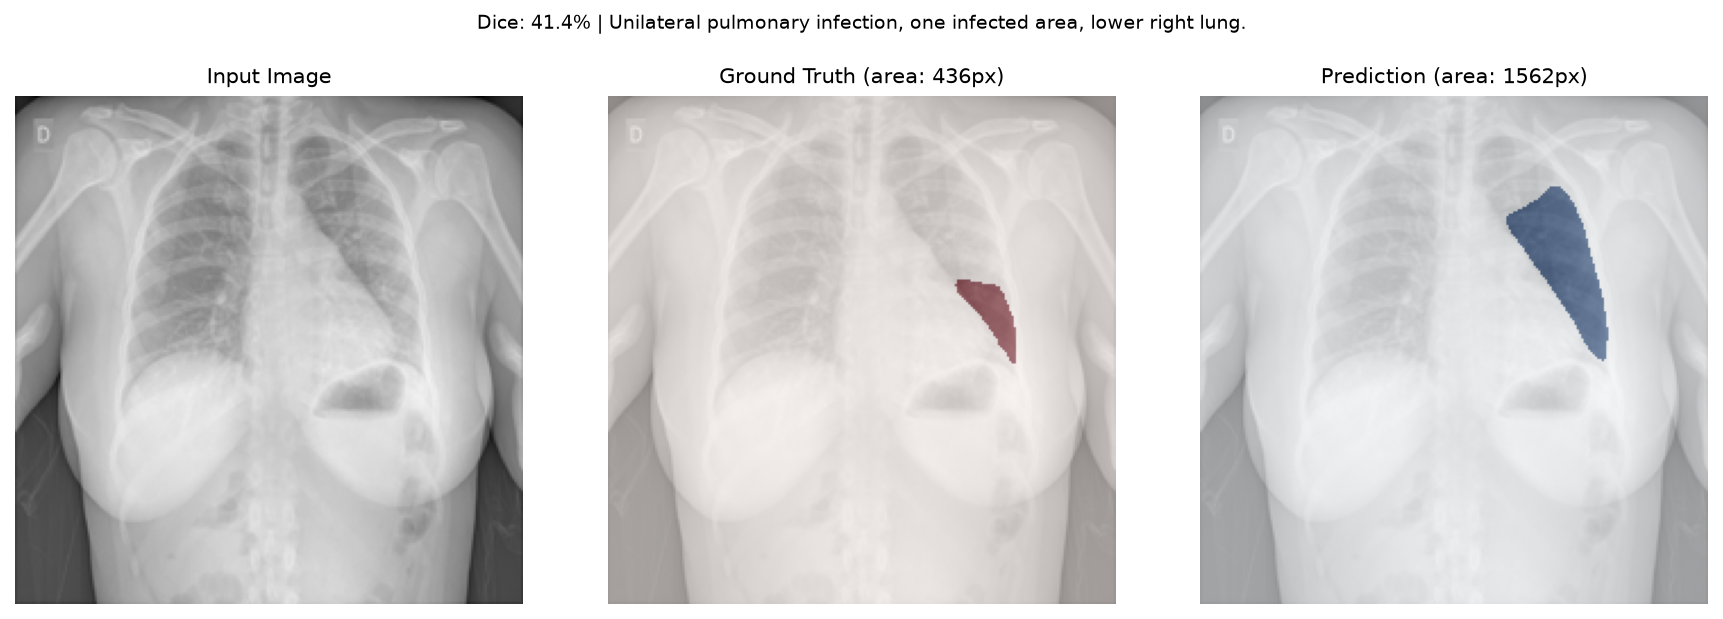 Dice: 41.4% | Unilateral pulmonary infection, one infected area, lower right lung.
Input Image
Ground Truth (area: 436px)
Prediction (area: 1562px)
D
D
D